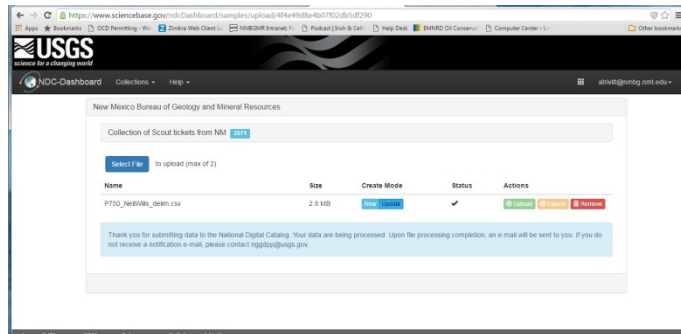 https://www.sciencebase.gov/ndcDashboard/samples/upload/4f4e49d8e4b07f02db5df290
Apps Bookmarks OCD Permitting - We Zimbra Web Client Lo NMBGMR Intranet Podcast | Irish & Celt Help Desk EMNRD Oil Conservat Computer Center - L Other bookmarks
USGS
science for a changing world
NDC-Dashboard Collections Help atrivitt@nmbg.nmt.edu
New Mexico Bureau of Geology and Mineral Resources
Collection of Scout tickets from NM 3571
Select File to upload (max of 2)
Name Size Create Mode Status Actions
P750_NeilWills_delim.csv 2.8 MB New Update Upload Cancel Remove
Thank you for submitting data to the National Digital Catalog. Your data are being processed. Upon file processing completion, an e-mail will be sent to you. If you do
not receive a notification e-mail, please contact nggdpp@usgs.gov